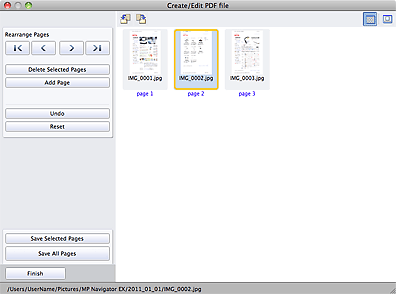 Create/Edit PDF file
Rearrange Pages
Delete Selected Pages
Add Page
Undo
Reset
Save Selected Pages
Save All Pages
Finish
IMG_0001.jpg
IMG_0002.jpg
IMG_0003.jpg
page 1
page 2
page 3
/Users/UserName/Pictures/MP Navigator EX/2011_01_01/IMG_0002.jpg